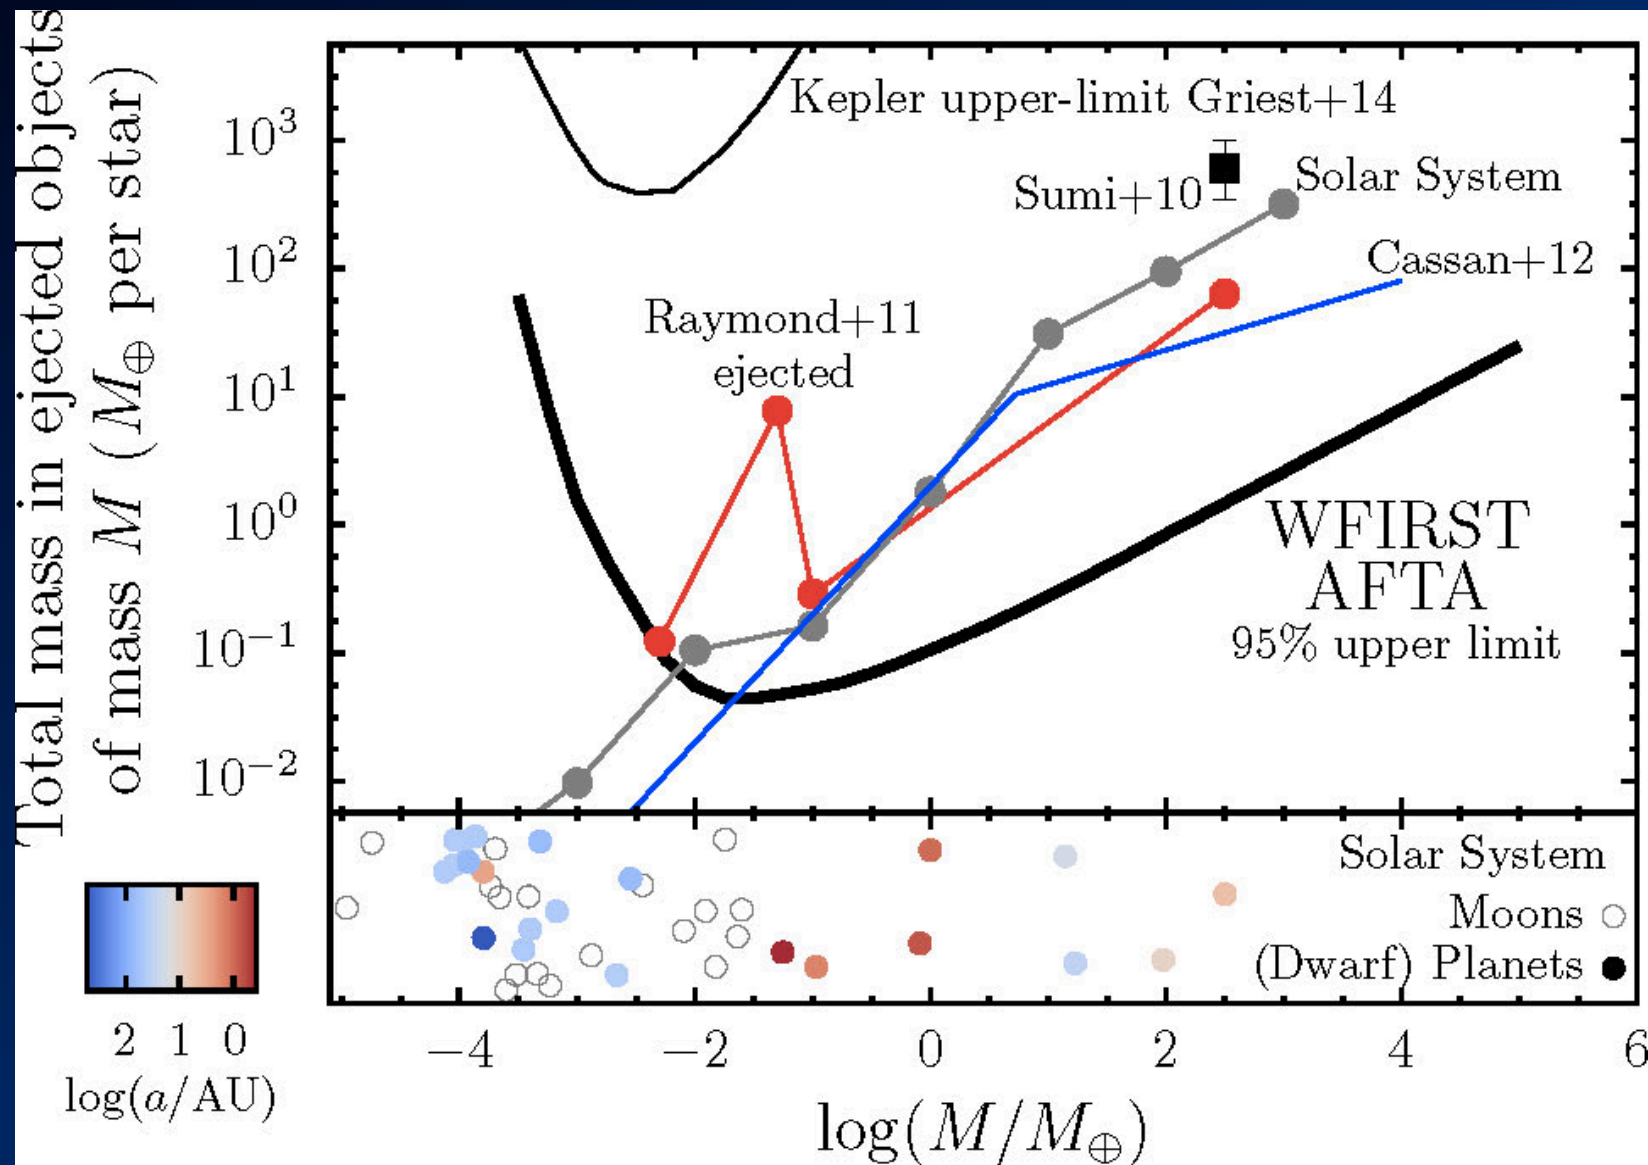 Total mass in ejected objects
of mass M (M⊕ per star)
10³
10²
10¹
10⁰
10⁻¹
10⁻²
Kepler upper-limit Griest+14
Sumi+10
Solar System
Cassan+12
Raymond+11
ejected
WFIRST
AFTA
95% upper limit
Solar System
Moons
(Dwarf) Planets
2 1 0
log(a/AU)
−4 −2 0 2 4 6
log(M/M⊕)